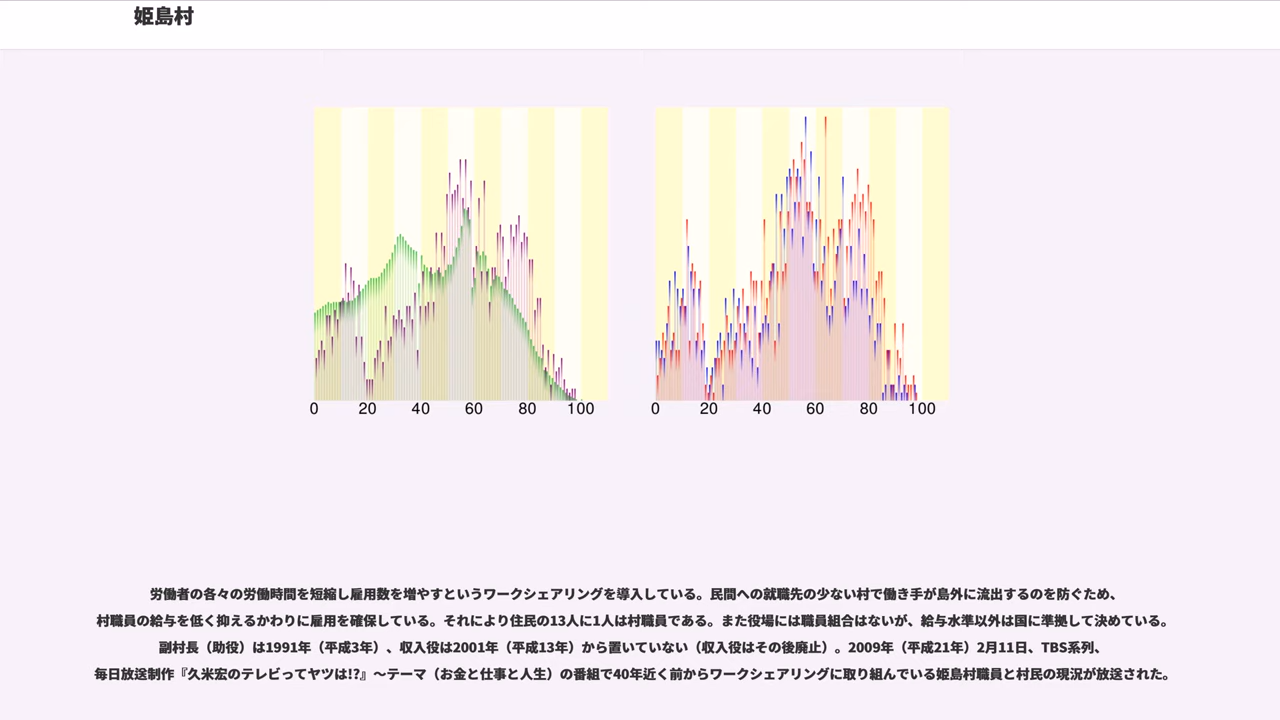 姫島村
0 20 40 60 80 100
0 20 40 60 80 100
労働者の各々の労働時間を短縮し雇用数を増やすというワークシェアリングを導入している。民間への就職先の少ない村で働き手が島外に流出するのを防ぐため、
村職員の給与を低く抑えるかわりに雇用を確保している。それにより住民の13人に1人は村職員である。また役場には職員組合はないが、給与水準以外は国に準拠して決めている。
副村長（助役）は1991年（平成3年）、収入役は2001年（平成13年）から置いていない（収入役はその後廃止）。2009年（平成21年）2月11日、TBS系列、
毎日放送制作『久米宏のテレビってヤツは!?』〜テーマ（お金と仕事と人生）の番組で40年近く前からワークシェアリングに取り組んでいる姫島村職員と村民の現況が放送された。